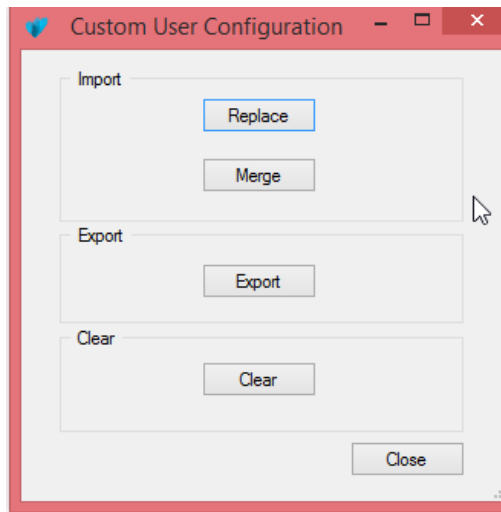 Custom User Configuration
Import
Replace
Merge
Export
Export
Clear
Clear
Close